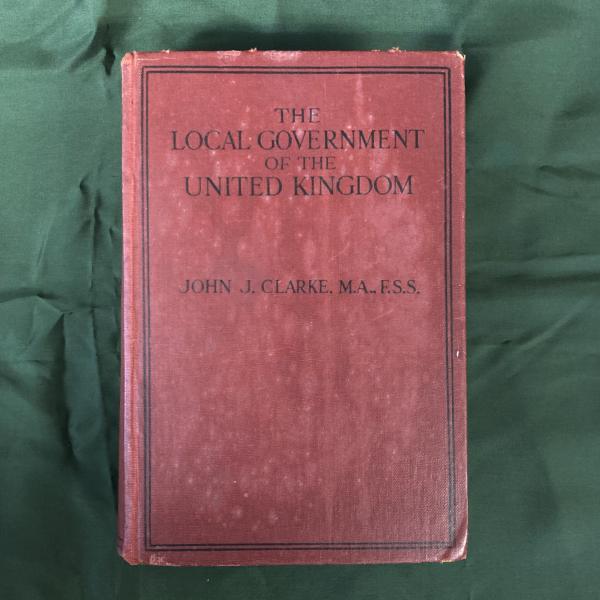 THE
LOCAL GOVERNMENT
OF THE
UNITED KINGDOM
JOHN J. CLARKE, M.A., F.S.S.